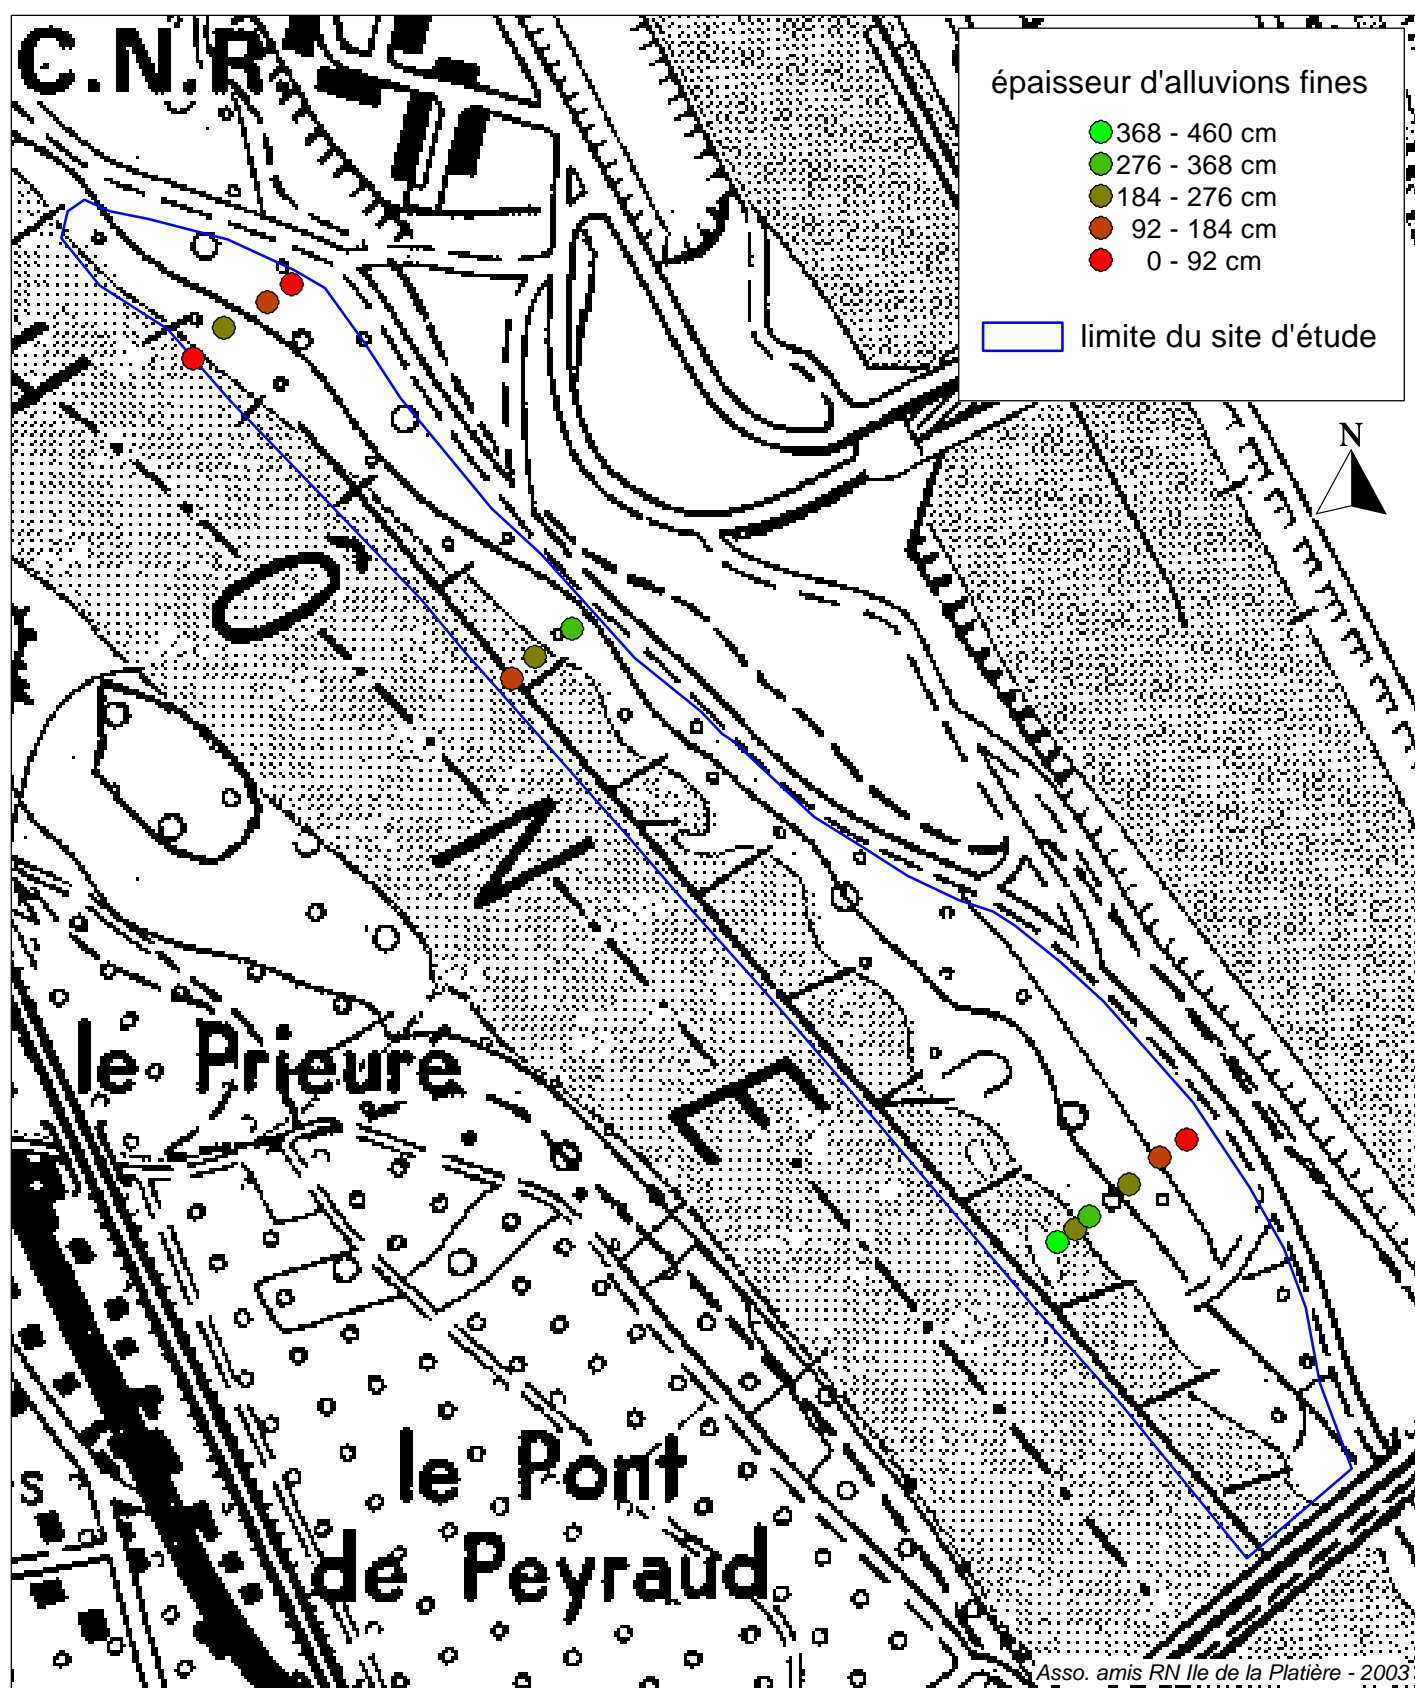 C.N.R.
épaisseur d'alluvions fines
368 - 460 cm
276 - 368 cm
184 - 276 cm
92 - 184 cm
0 - 92 cm
limite du site d'étude
N
H
O
N
E
le Prieure
le Pont
de Peyraud
S
Asso. amis RN Ile de la Platière - 2003